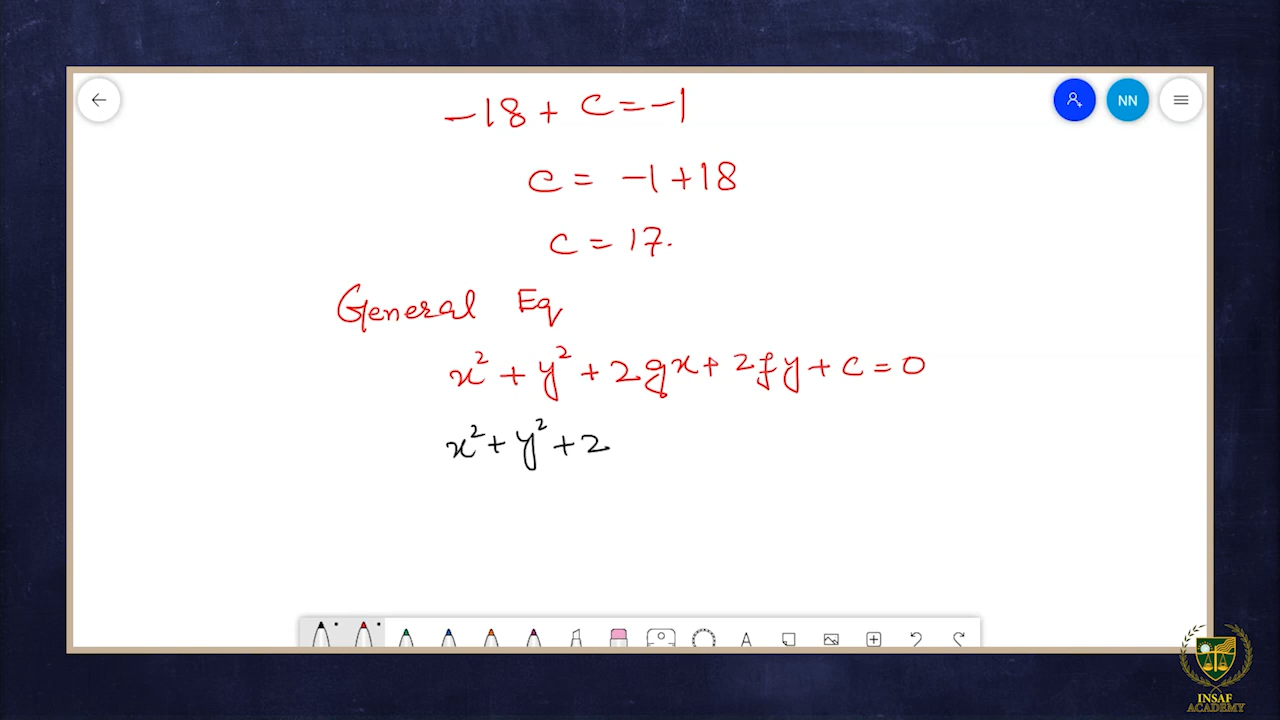 -18 + c = -1
c = -1 + 18
c = 17.
General Eq
x² + y² + 2gx + 2fy + c = 0
x² + y² + 2
NN
A
INSAF
ACADEMY